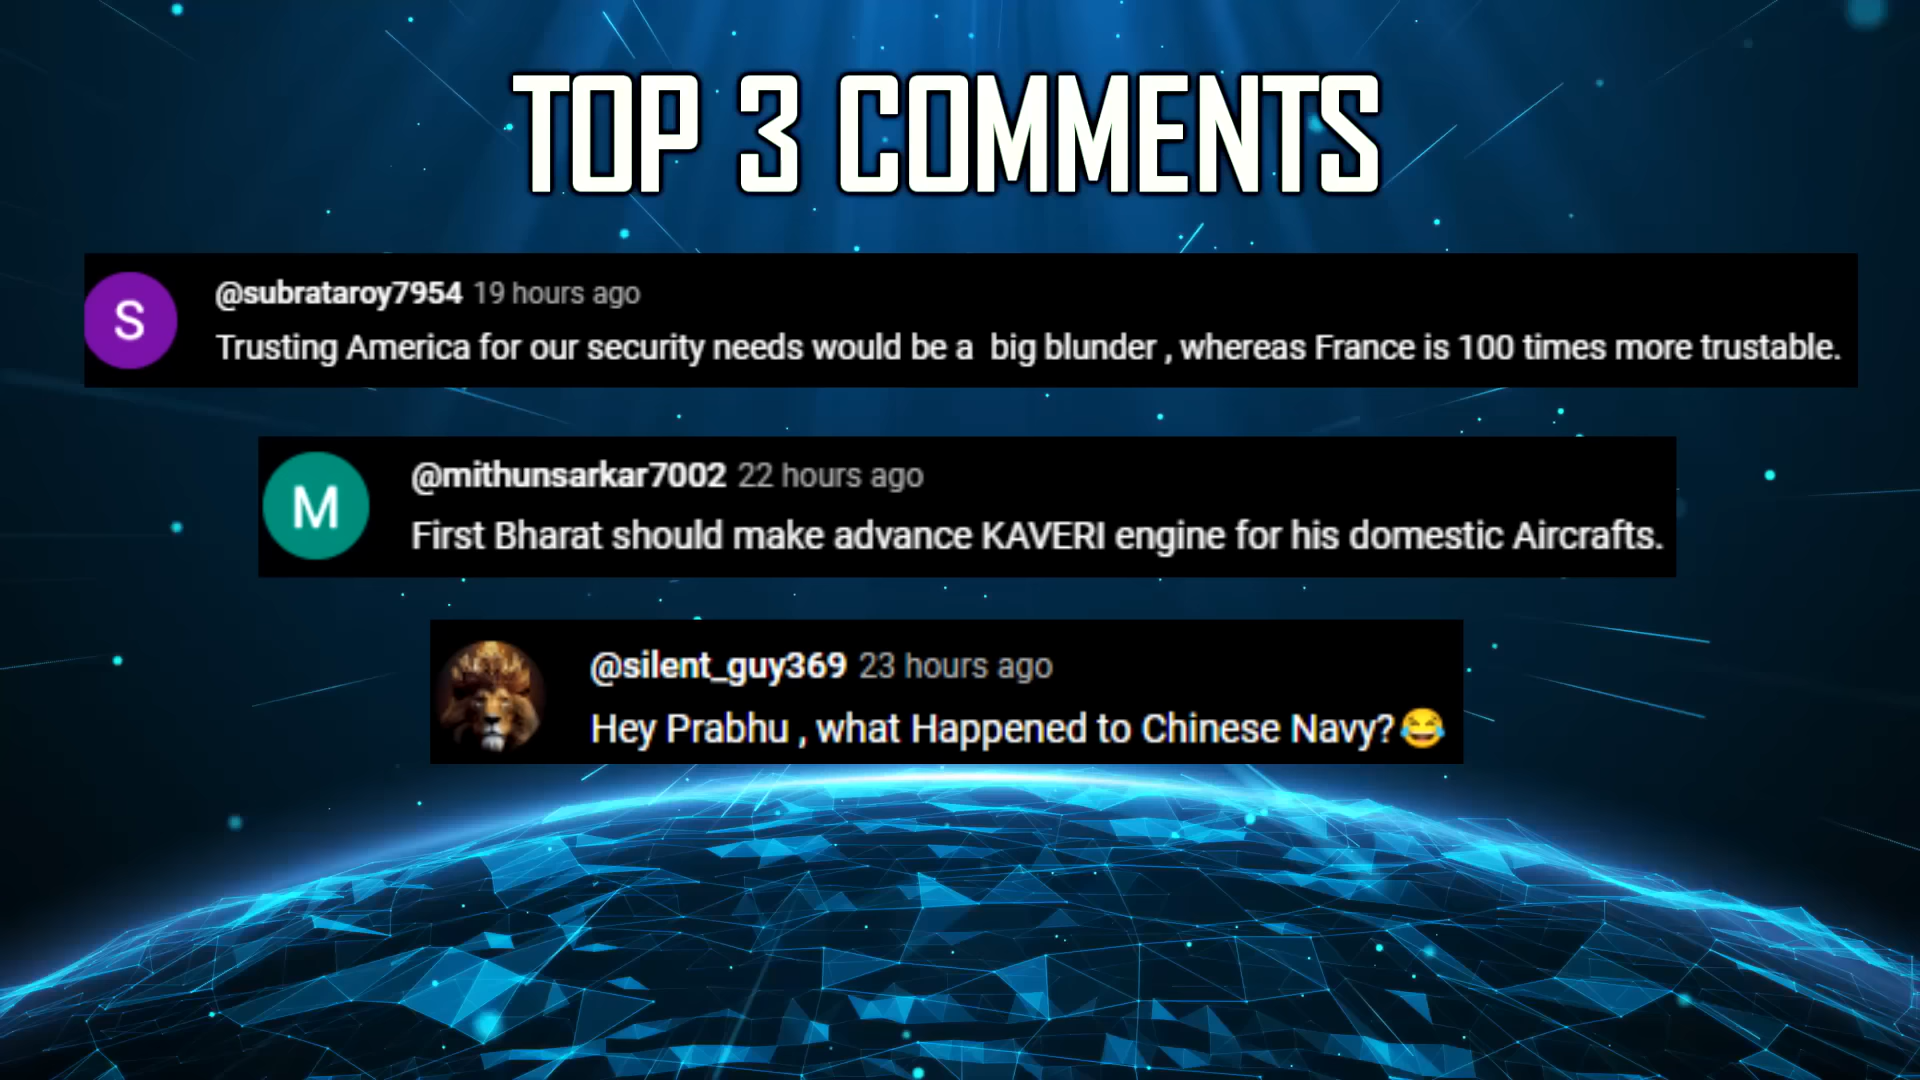 TOP 3 COMMENTS
S
@subrataroy7954 19 hours ago
Trusting America for our security needs would be a  big blunder , whereas France is 100 times more trustable.
M
@mithunsarkar7002 22 hours ago
First Bharat should make advance KAVERI engine for his domestic Aircrafts.
@silent_guy369 23 hours ago
Hey Prabhu , what Happened to Chinese Navy?😂